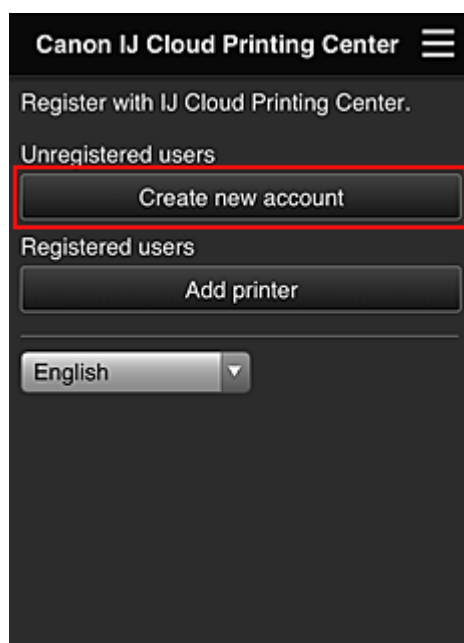 Canon IJ Cloud Printing Center
Register with IJ Cloud Printing Center.
Unregistered users
Create new account
Registered users
Add printer
English